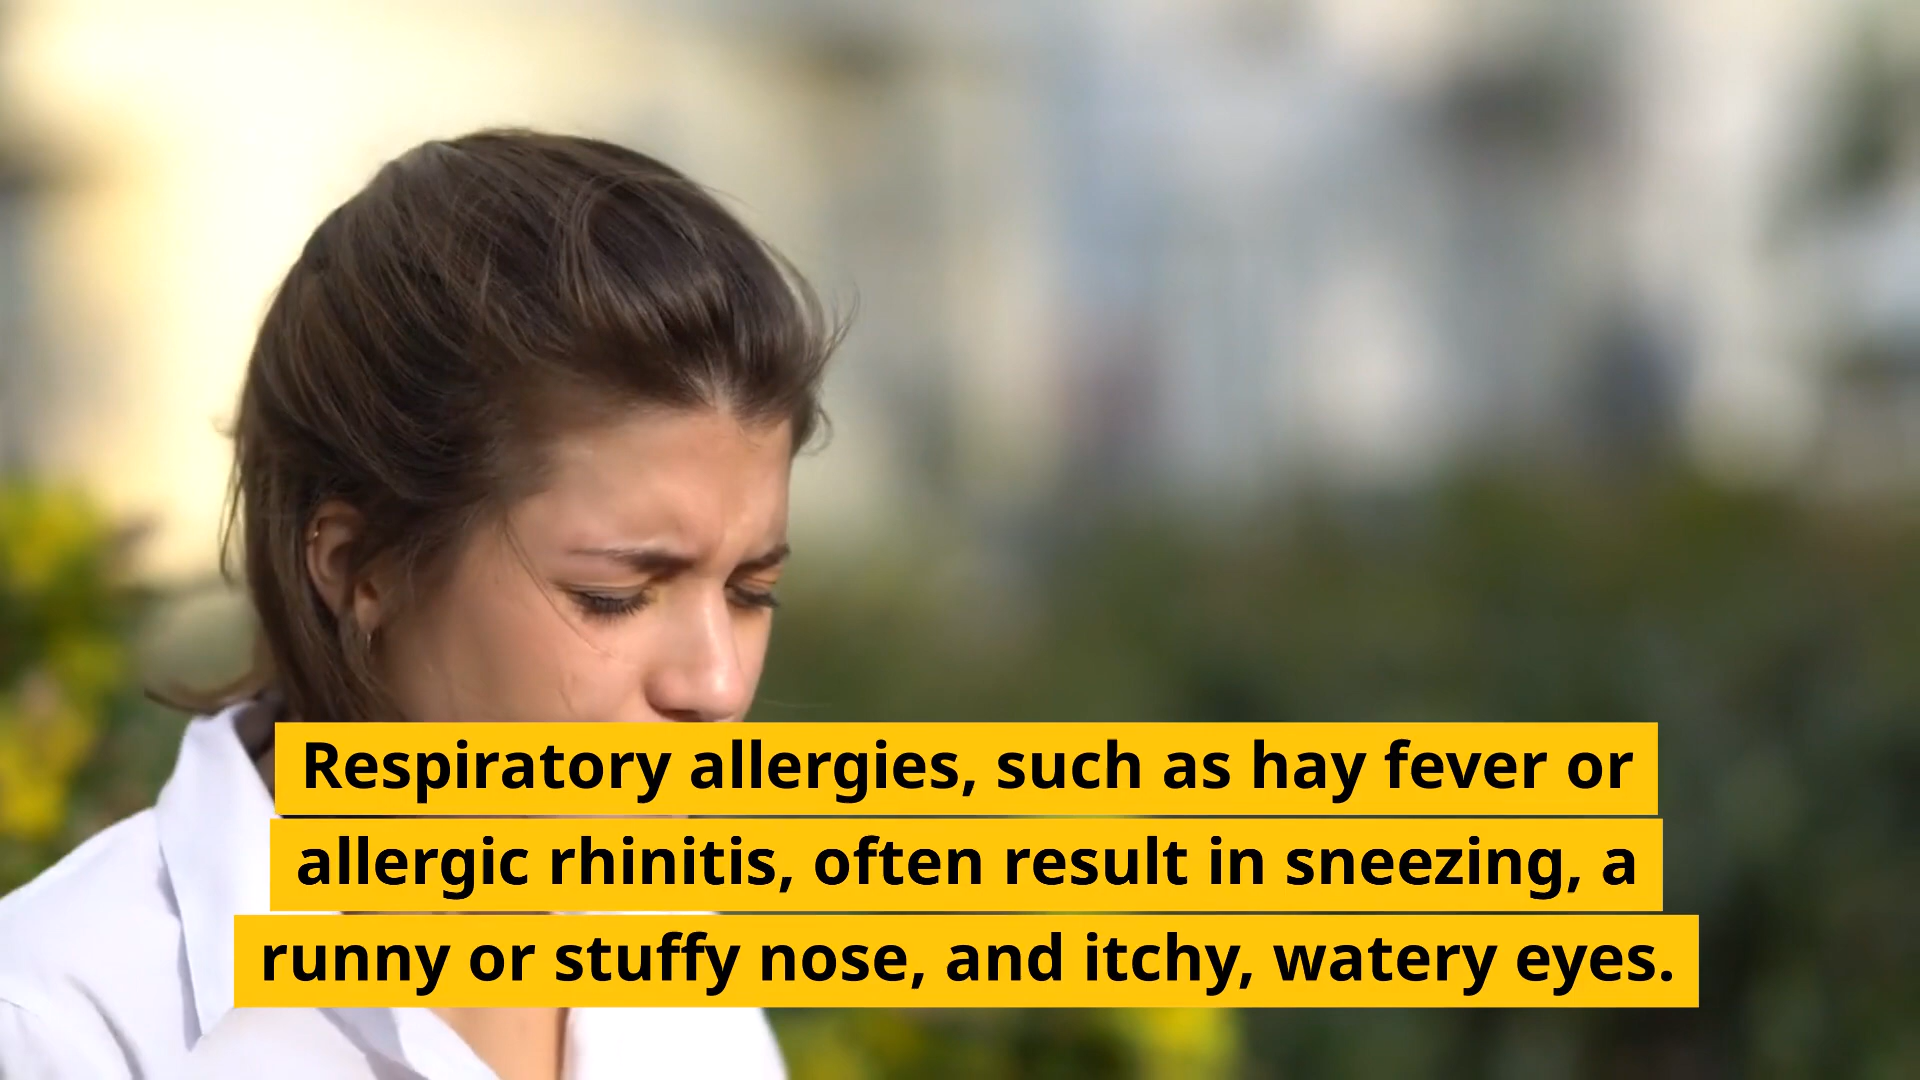 Respiratory allergies, such as hay fever or
allergic rhinitis, often result in sneezing, a
runny or stuffy nose, and itchy, watery eyes.